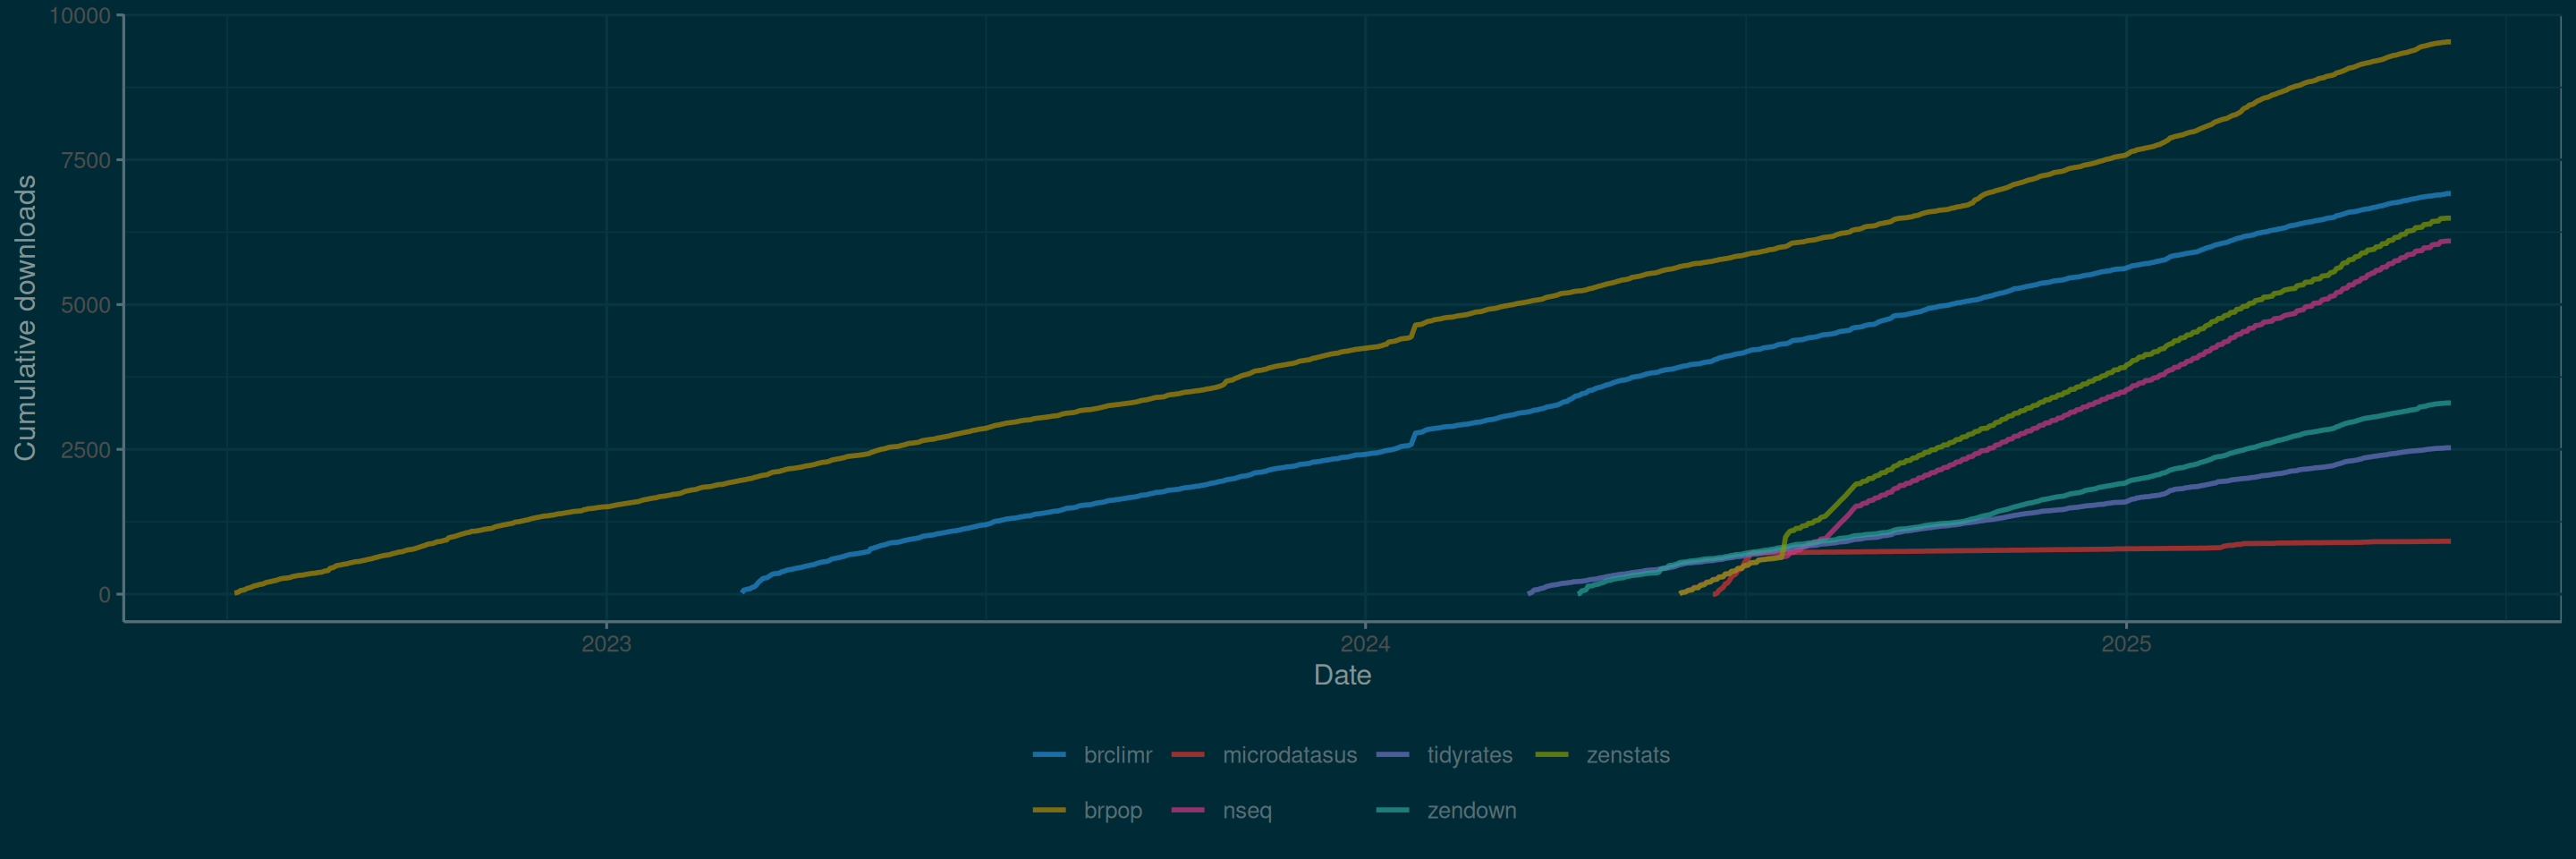 10000
7500
5000
2500
0
Cumulative downloads
2023 2024 2025
Date
brclimr microdatasus tidyrates zenstats
brpop nseq zendown